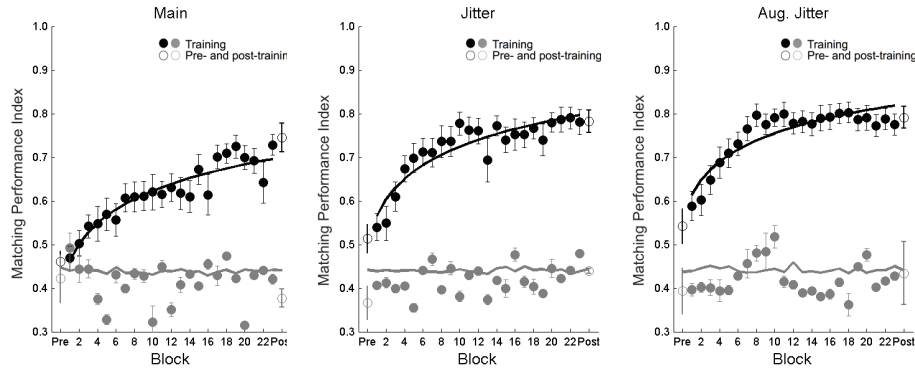 Main
Matching Performance Index
1.0
0.9
0.8
0.7
0.6
0.5
0.4
0.3
Training
Pre- and post-training
Pre 2 4 6 8 10 12 14 16 18 20 22 Post
Block
Jitter
Matching Performance Index
1.0
0.9
0.8
0.7
0.6
0.5
0.4
0.3
Training
Pre- and post-training
Pre 2 4 6 8 10 12 14 16 18 20 22 Post
Block
Aug. Jitter
Matching Performance Index
1.0
0.9
0.8
0.7
0.6
0.5
0.4
0.3
Training
Pre- and post-training
Pre 2 4 6 8 10 12 14 16 18 20 22 Post
Block